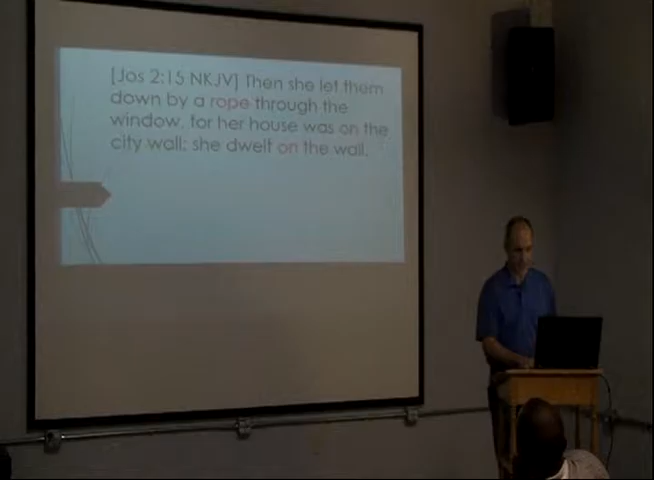 [Jos 2:15 NKJV] Then she let them
down by a rope through the
window, for her house was on the
city wall; she dwelt on the wall.